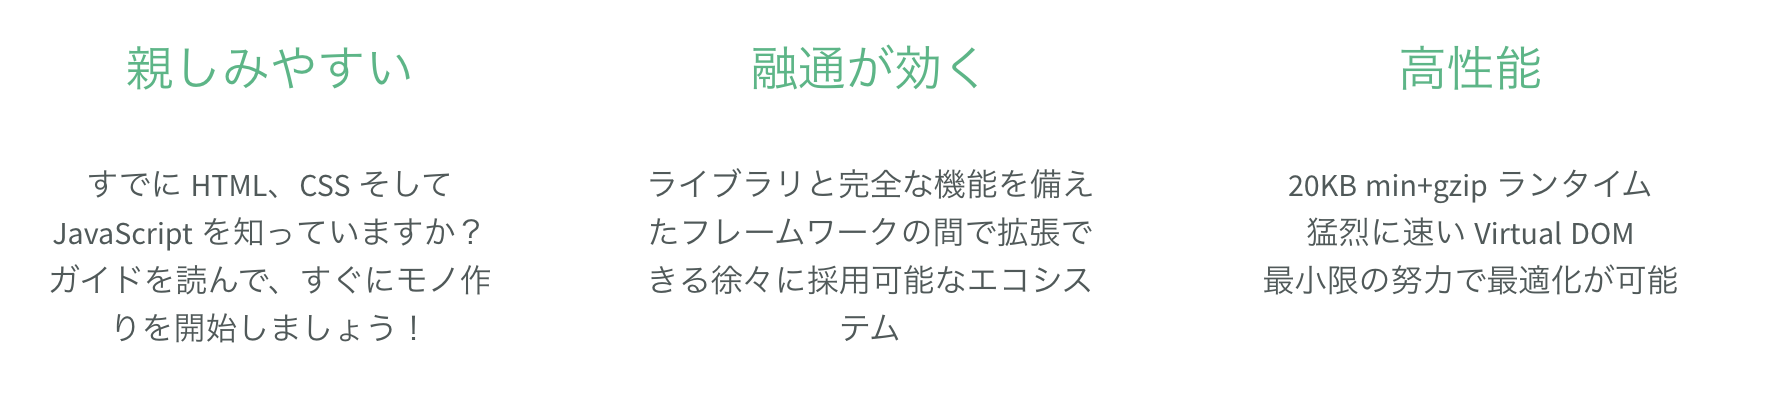 親しみやすい
すでに HTML、CSS そして
JavaScript を知っていますか？
ガイドを読んで、すぐにモノ作
りを開始しましょう！
融通が効く
ライブラリと完全な機能を備え
たフレームワークの間で拡張で
きる徐々に採用可能なエコシス
テム
高性能
20KB min+gzip ランタイム
猛烈に速い Virtual DOM
最小限の努力で最適化が可能